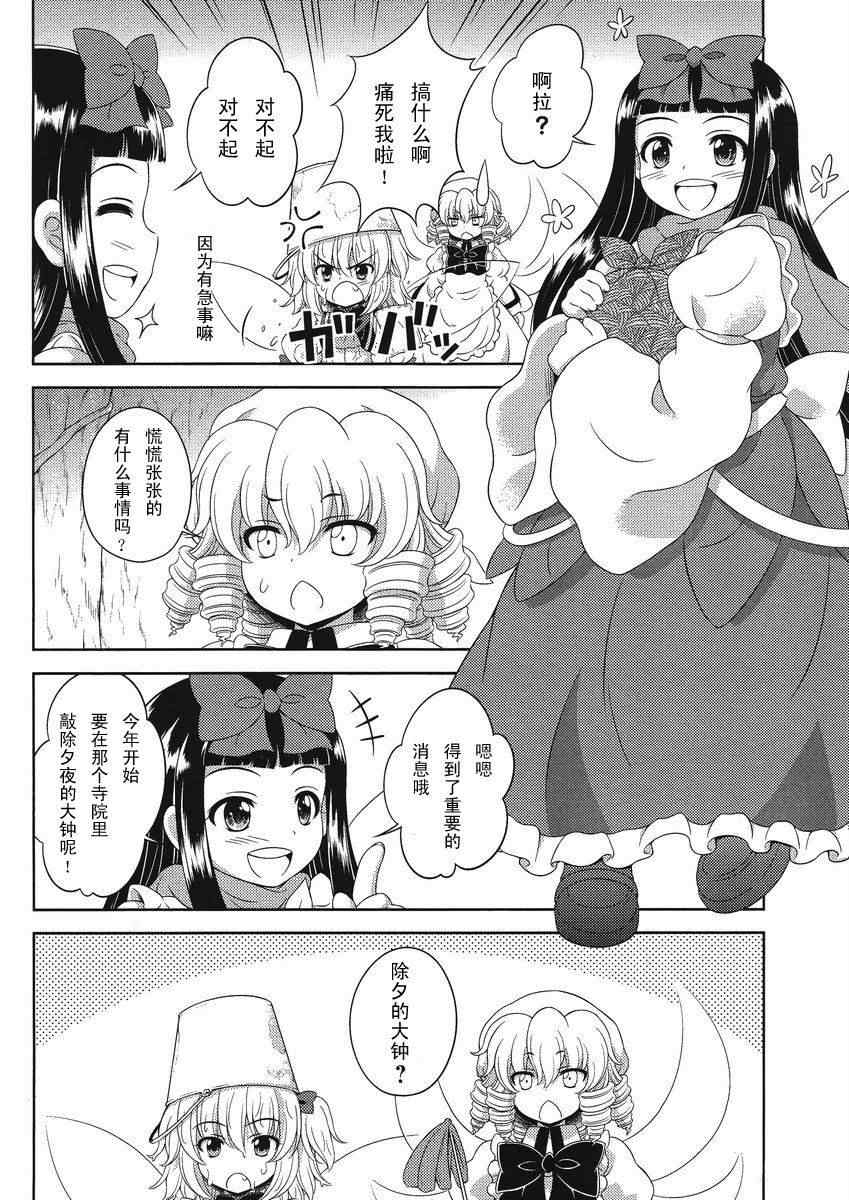 啊拉？
搞什么啊
痛死我啦！
对不起
对不起
因为有急事嘛
ガバッ
慌慌张张的
有什么事情吗？
嗯嗯
得到了重要的
消息哦
今年开始
要在那个寺院里
敲除夕夜的大钟呢！
除夕的大钟？